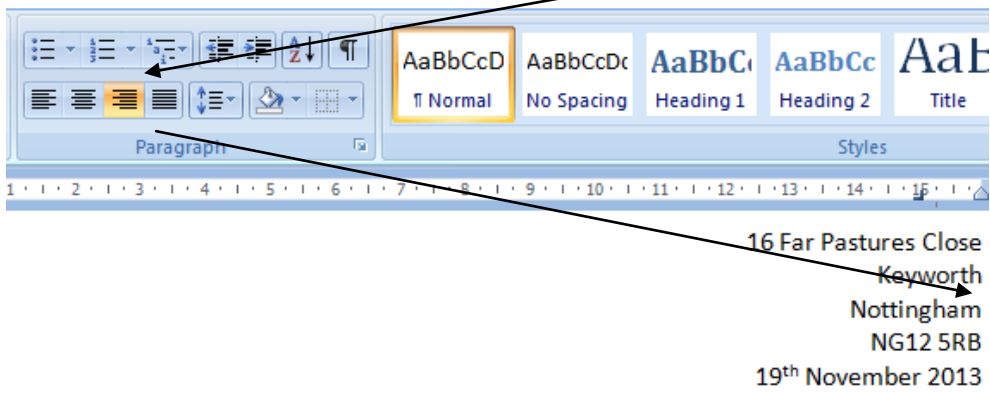 AaBbCcD AaBbCcDc AaBbC AaBbCc AaB
¶ Normal No Spacing Heading 1 Heading 2 Title
Paragraph Styles
1 2 3 4 5 6 7 8 9 10 11 12 13 14 15
16 Far Pastures Close
Keyworth
Nottingham
NG12 5RB
19th November 2013